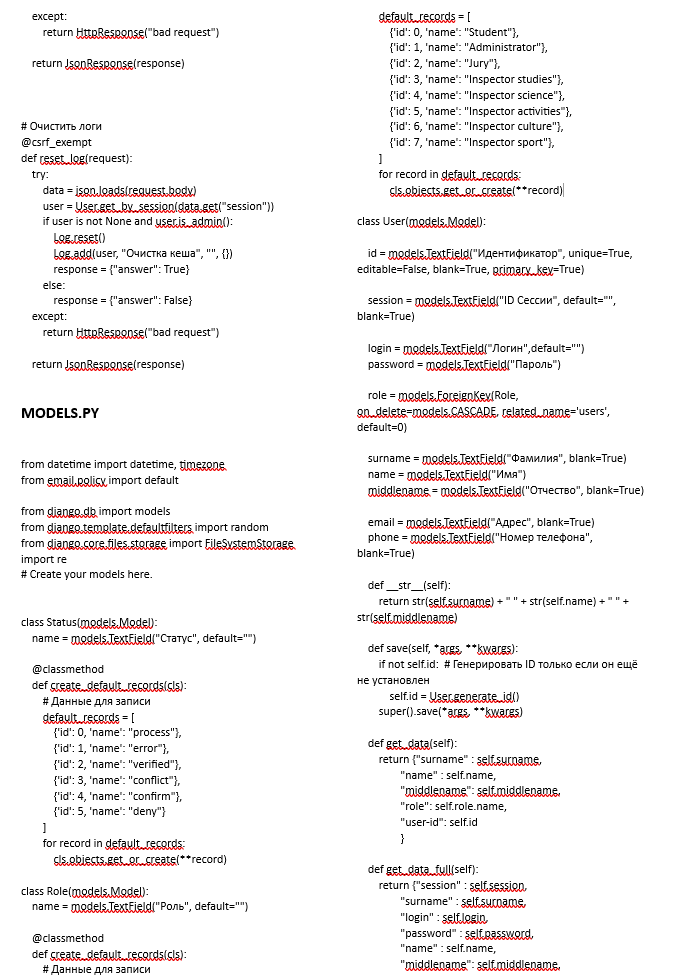 except:
return HttpResponse("bad request")
return JsonResponse(response)
# Очистить логи
@csrf_exempt
def reset_log(request):
try:
data = json.loads(request.body)
user = User.get_by_session(data.get("session"))
if user is not None and user.is_admin():
Log.reset()
Log.add(user, "Очистка кеша", "", {})
response = {"answer": True}
else:
response = {"answer": False}
except:
return HttpResponse("bad request")
return JsonResponse(response)
MODELS.PY
from datetime import datetime, timezone
from email.policy import default
from django.db import models
from django.template.defaultfilters import random
from django.core.files.storage import FileSystemStorage
import re
# Create your models here.
class Status(models.Model):
name = models.TextField("Статус", default="")
@classmethod
def create_default_records(cls):
# Данные для записи
default_records = [
{'id': 0, 'name': "process"},
{'id': 1, 'name': "error"},
{'id': 2, 'name': "verified"},
{'id': 3, 'name': "conflict"},
{'id': 4, 'name': "confirm"},
{'id': 5, 'name': "deny"}
]
for record in default_records:
cls.objects.get_or_create(**record)
class Role(models.Model):
name = models.TextField("Роль", default="")
@classmethod
def create_default_records(cls):
# Данные для записи
default_records = [
{'id': 0, 'name': "Student"},
{'id': 1, 'name': "Administrator"},
{'id': 2, 'name': "Jury"},
{'id': 3, 'name': "Inspector studies"},
{'id': 4, 'name': "Inspector science"},
{'id': 5, 'name': "Inspector activities"},
{'id': 6, 'name': "Inspector culture"},
{'id': 7, 'name': "Inspector sport"},
]
for record in default_records:
cls.objects.get_or_create(**record)
class User(models.Model):
id = models.TextField("Идентификатор", unique=True,
editable=False, blank=True, primary_key=True)
session = models.TextField("ID Сессии", default="",
blank=True)
login = models.TextField("Логин",default="")
password = models.TextField("Пароль")
role = models.ForeignKey(Role,
on_delete=models.CASCADE, related_name='users',
default=0)
surname = models.TextField("Фамилия", blank=True)
name = models.TextField("Имя")
middlename = models.TextField("Отчество", blank=True)
email = models.TextField("Адрес", blank=True)
phone = models.TextField("Номер телефона",
blank=True)
def __str__(self):
return str(self.surname) + " " + str(self.name) + " " +
str(self.middlename)
def save(self, *args, **kwargs):
if not self.id:  # Генерировать ID только если он ещё
не установлен
self.id = User.generate_id()
super().save(*args, **kwargs)
def get_data(self):
return {"surname" : self.surname,
"name" : self.name,
"middlename": self.middlename,
"role": self.role.name,
"user-id": self.id
}
def get_data_full(self):
return {"session" : self.session,
"surname" : self.surname,
"login" : self.login,
"password" : self.password,
"name" : self.name,
"middlename": self.middlename,